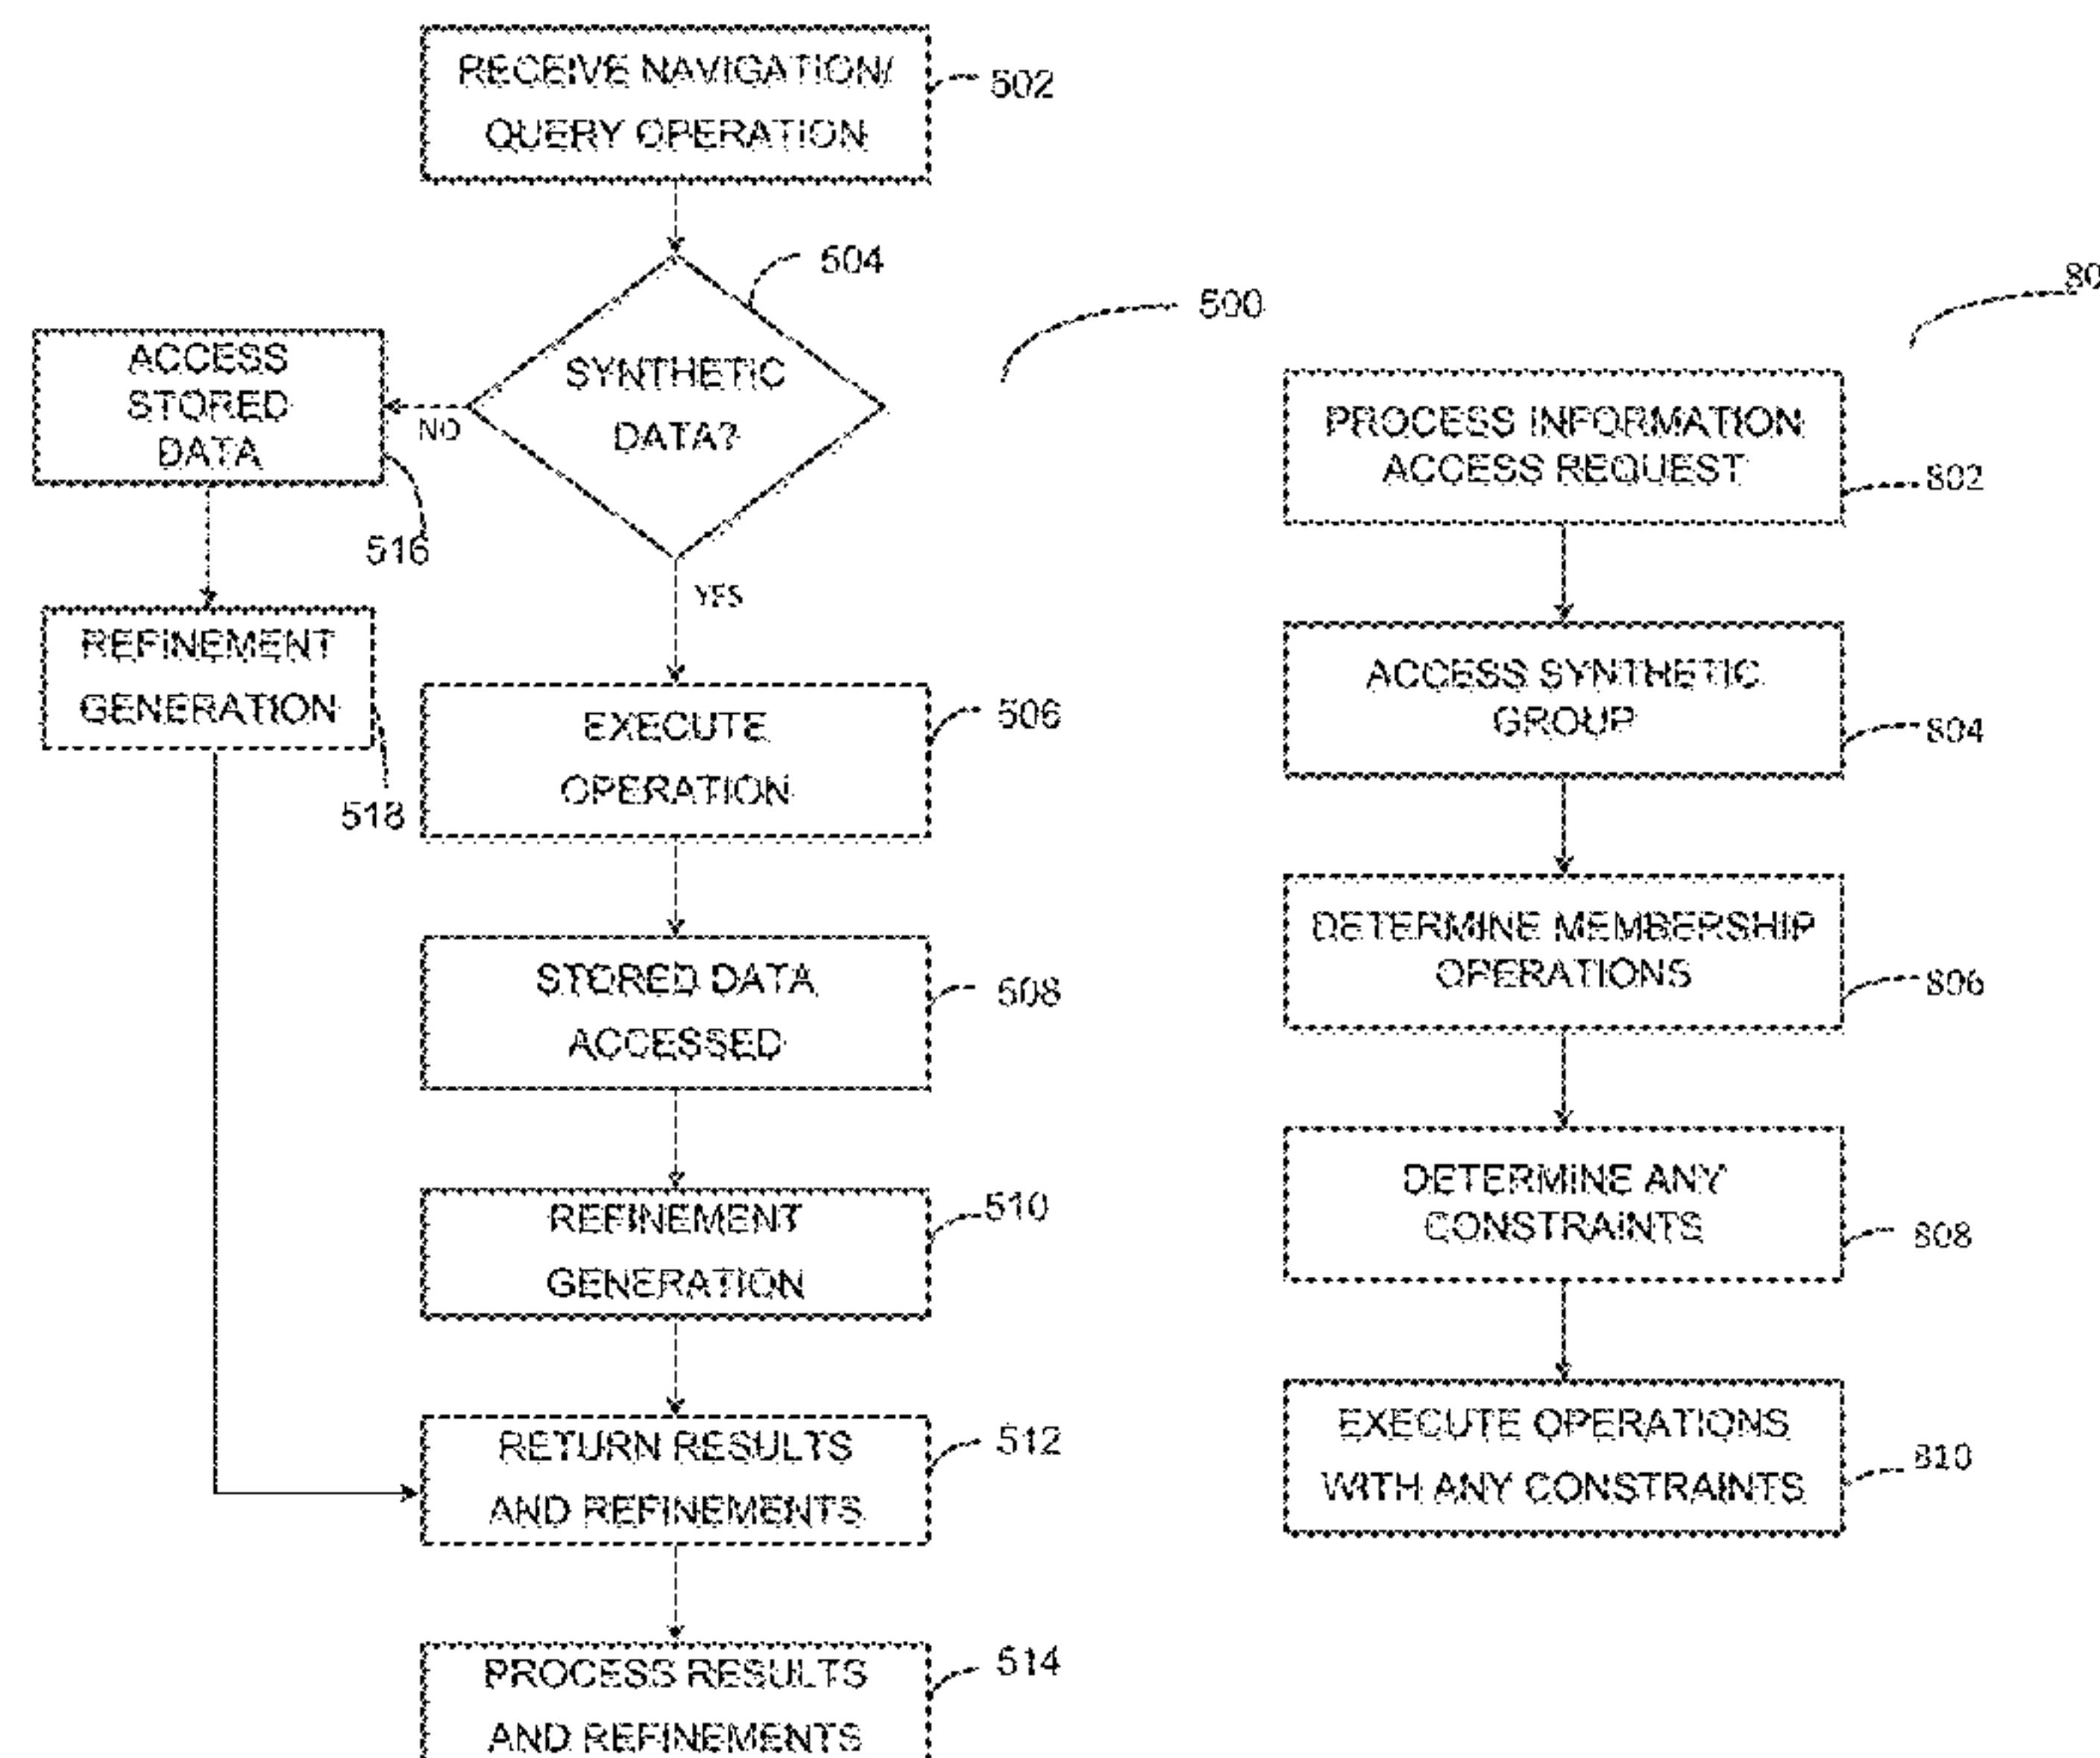 RECEIVE NAVIGATION/
QUERY OPERATION
502
504
SYNTHETIC
DATA?
500
NO
YES
ACCESS
STORED
DATA
516
REFINEMENT
GENERATION
518
EXECUTE
OPERATION
506
STORED DATA
ACCESSED
508
REFINEMENT
GENERATION
510
RETURN RESULTS
AND REFINEMENTS
512
PROCESS RESULTS
AND REFINEMENTS
514
PROCESS INFORMATION
ACCESS REQUEST
802
ACCESS SYNTHETIC
GROUP
804
DETERMINE MEMBERSHIP
OPERATIONS
806
DETERMINE ANY
CONSTRAINTS
808
EXECUTE OPERATIONS
WITH ANY CONSTRAINTS
810